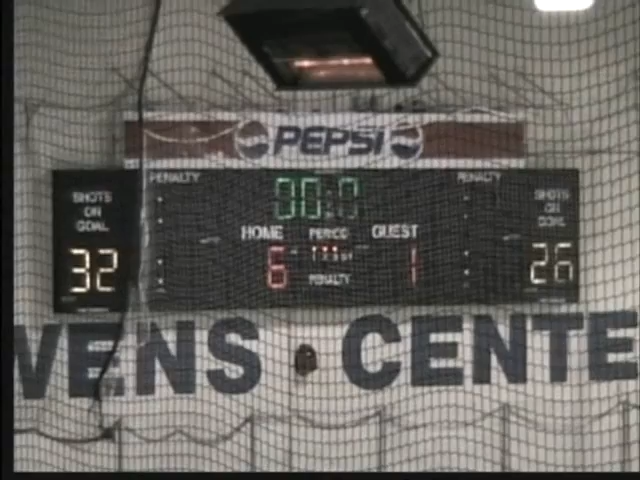 PEPSI
PENALTY PENALTY
SHOTS ON GOAL
SHOTS ON GOAL
00:0
HOME PERIOD GUEST
32 6 1 26
PENALTY
VENS CENTE